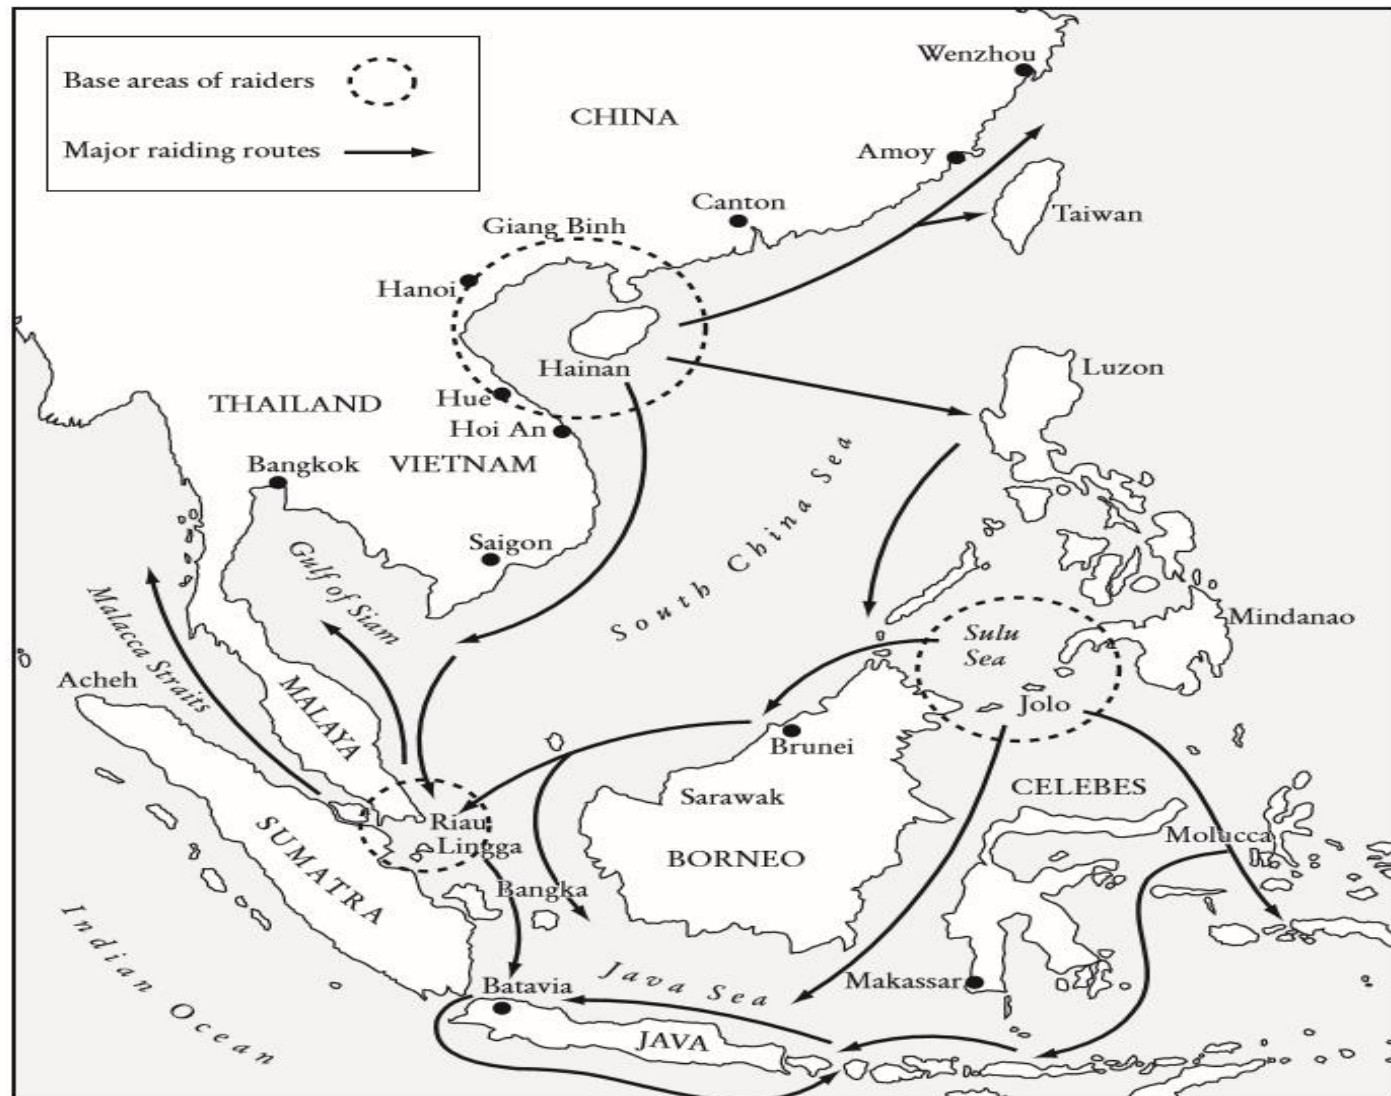 Base areas of raiders
Major raiding routes
Wenzhou
CHINA
Amoy
Canton
Taiwan
Giang Binh
Hanoi
Hainan
Luzon
THAILAND
Hue
Hoi An
Bangkok
VIETNAM
South China Sea
Saigon
Gulf of Siam
Malacca Straits
Mindanao
Sulu
Sea
Acheh
MALAYA
Jolo
Brunei
Sarawak
CELEBES
Riau
Lingga
Molucca
SUMATRA
BORNEO
Bangka
Indian Ocean
Java Sea
Makassar
Batavia
JAVA